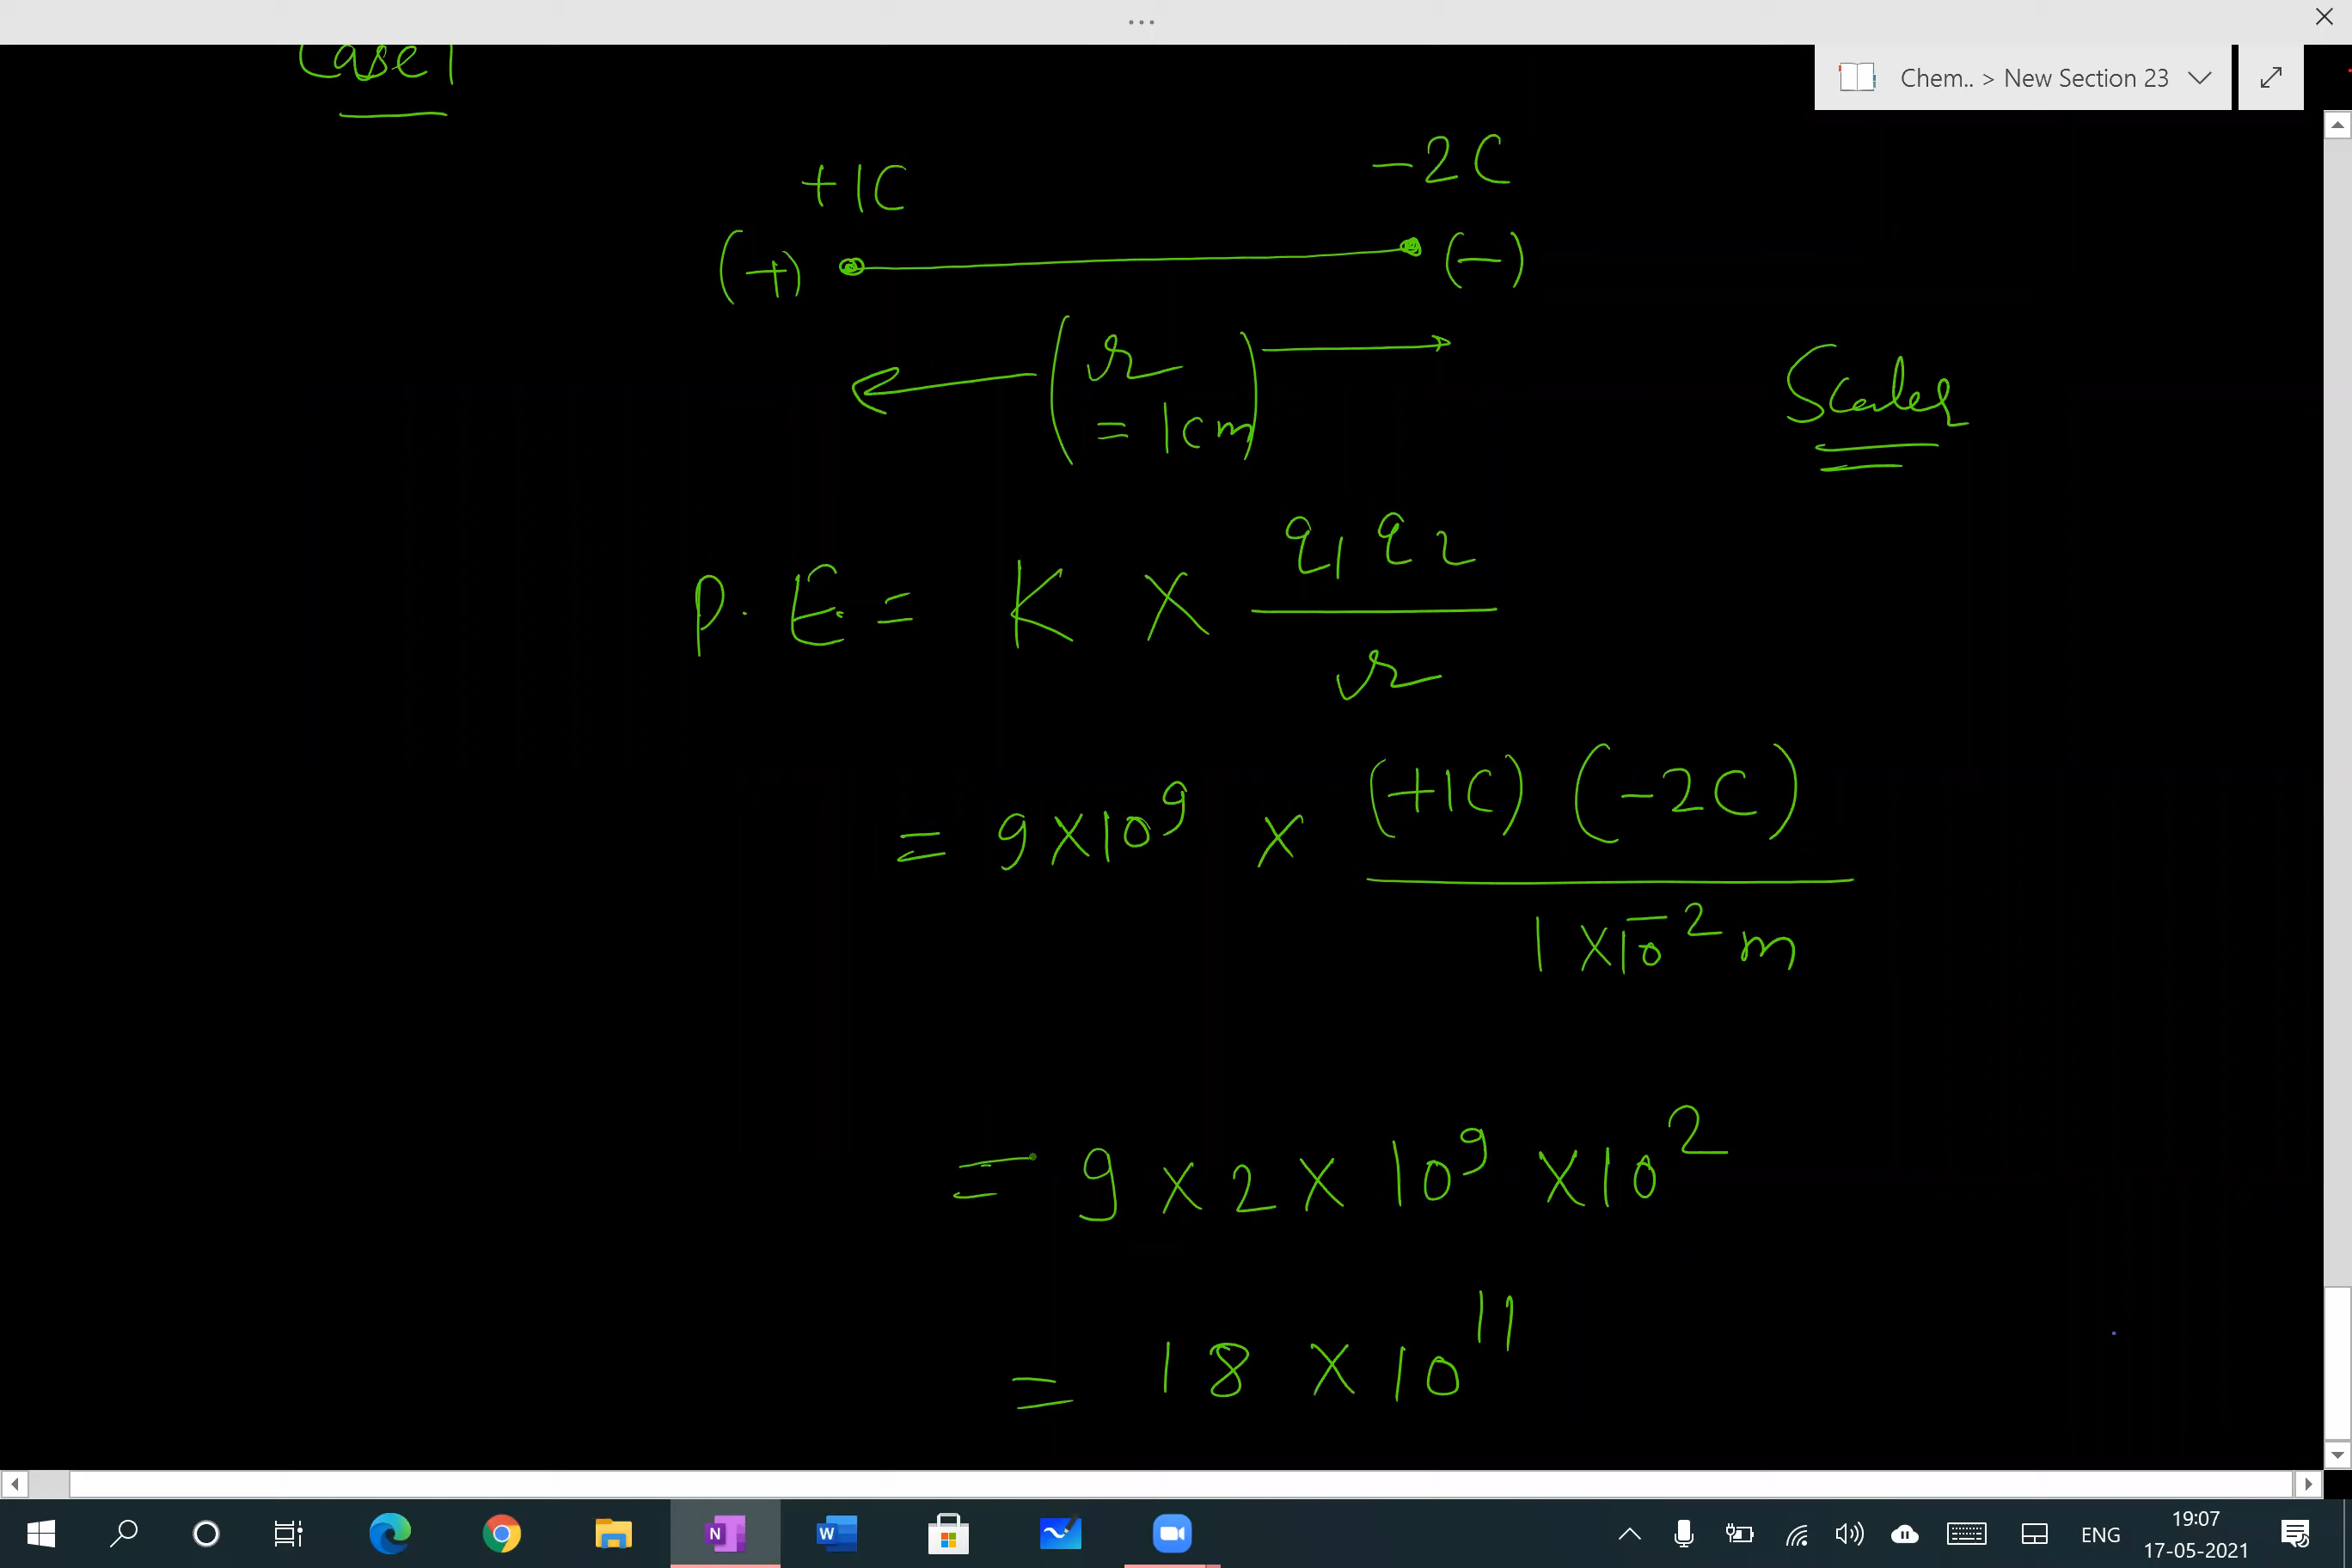 ...
Case 1
Chem.. > New Section 23
+1C
-2C
(+)
(-)
r
= 1cm
Scaler
P.E = K X q1q2
r
= 9X10^9 X (+1C) (-2C)
1X10^-2 m
= 9 X 2 X 10^9 X 10^2
= 18 X 10^11
N
W
ENG
19:07
17-05-2021